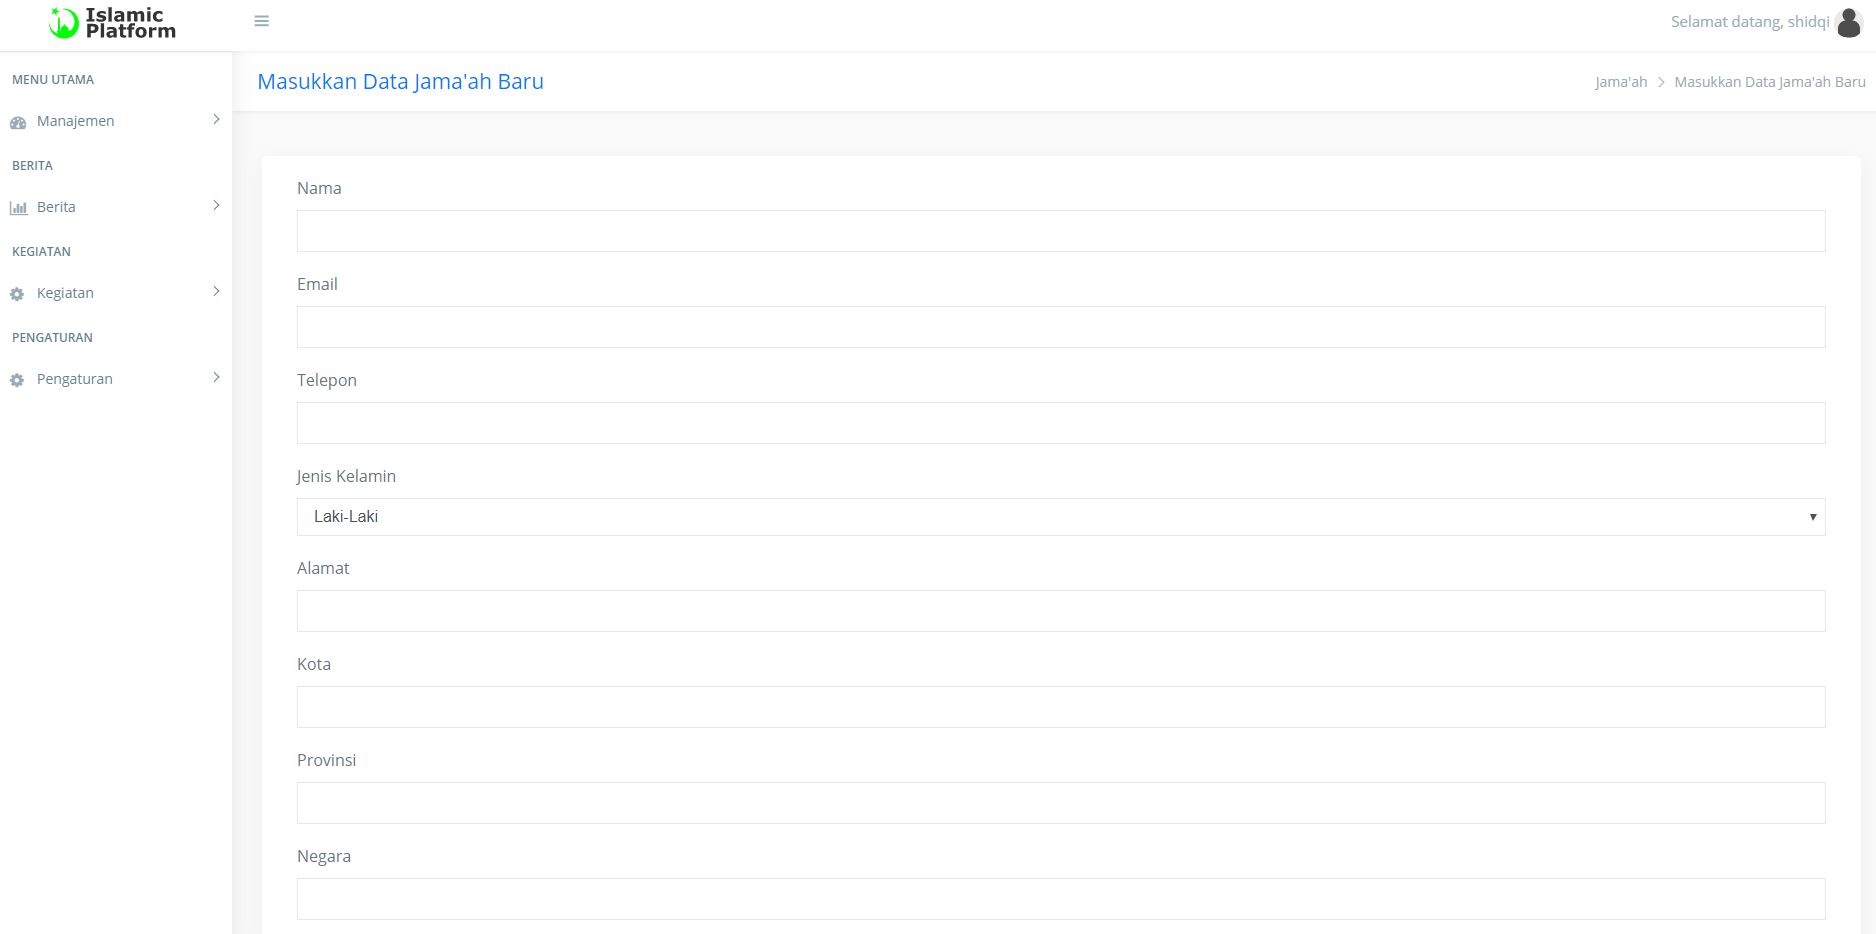 Islamic
Platform
Selamat datang, shidqi
MENU UTAMA
Manajemen
BERITA
Berita
KEGIATAN
Kegiatan
PENGATURAN
Pengaturan
Masukkan Data Jama'ah Baru
Jama'ah > Masukkan Data Jama'ah Baru
Nama
Email
Telepon
Jenis Kelamin
Laki-Laki
Alamat
Kota
Provinsi
Negara